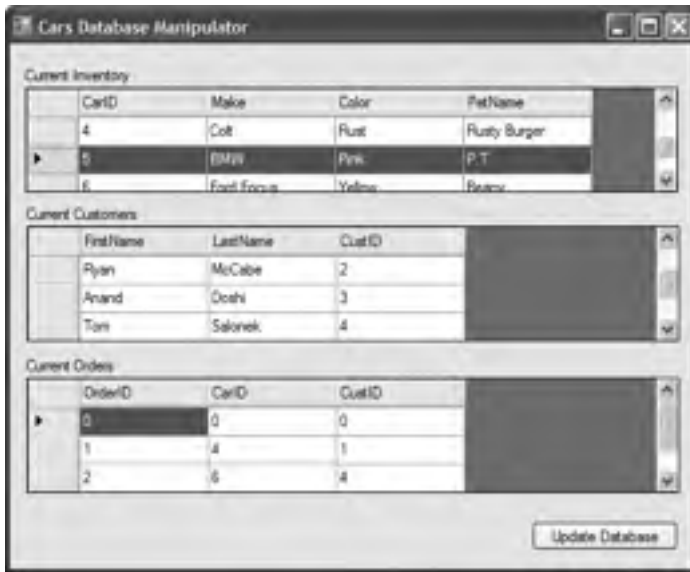 Cars Database Manipulator
Current Inventory
CarID Make Color PetName
4 Colt Rust Rusty Burger
5 BMW Pink P.T
6 Ford Focus Yellow
Current Customers
FirstName LastName CustID
Ryan McCabe 2
Anand Doshi 3
Tom Salonek 4
Current Orders
OrderID CarID CustID
0 0 0
1 4 1
2 6 4
Update Database